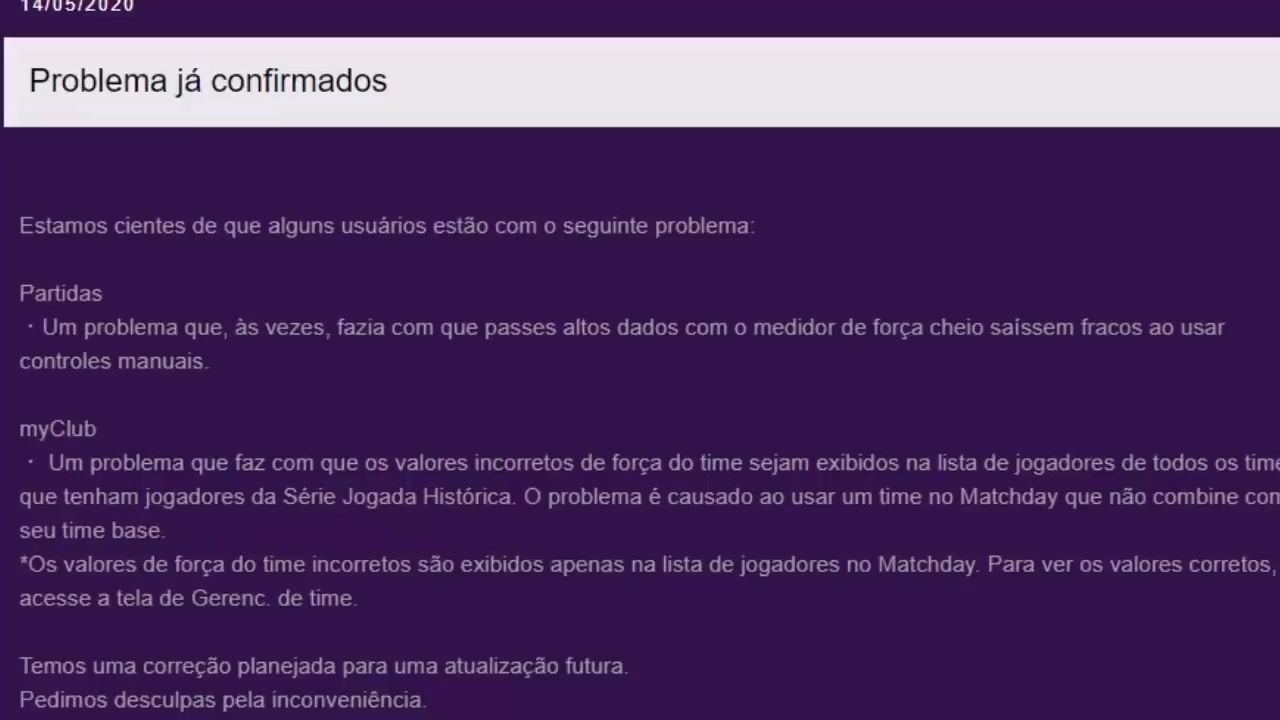 14/05/2020
Problema já confirmados
Estamos cientes de que alguns usuários estão com o seguinte problema:
Partidas
・Um problema que, às vezes, fazia com que passes altos dados com o medidor de força cheio saíssem fracos ao usar
controles manuais.
myClub
・ Um problema que faz com que os valores incorretos de força do time sejam exibidos na lista de jogadores de todos os
que tenham jogadores da Série Jogada Histórica. O problema é causado ao usar um time no Matchday que não combine
seu time base.
*Os valores de força do time incorretos são exibidos apenas na lista de jogadores no Matchday. Para ver os valores corretos,
acesse a tela de Gerenc. de time.
Temos uma correção planejada para uma atualização futura.
Pedimos desculpas pela inconveniência.